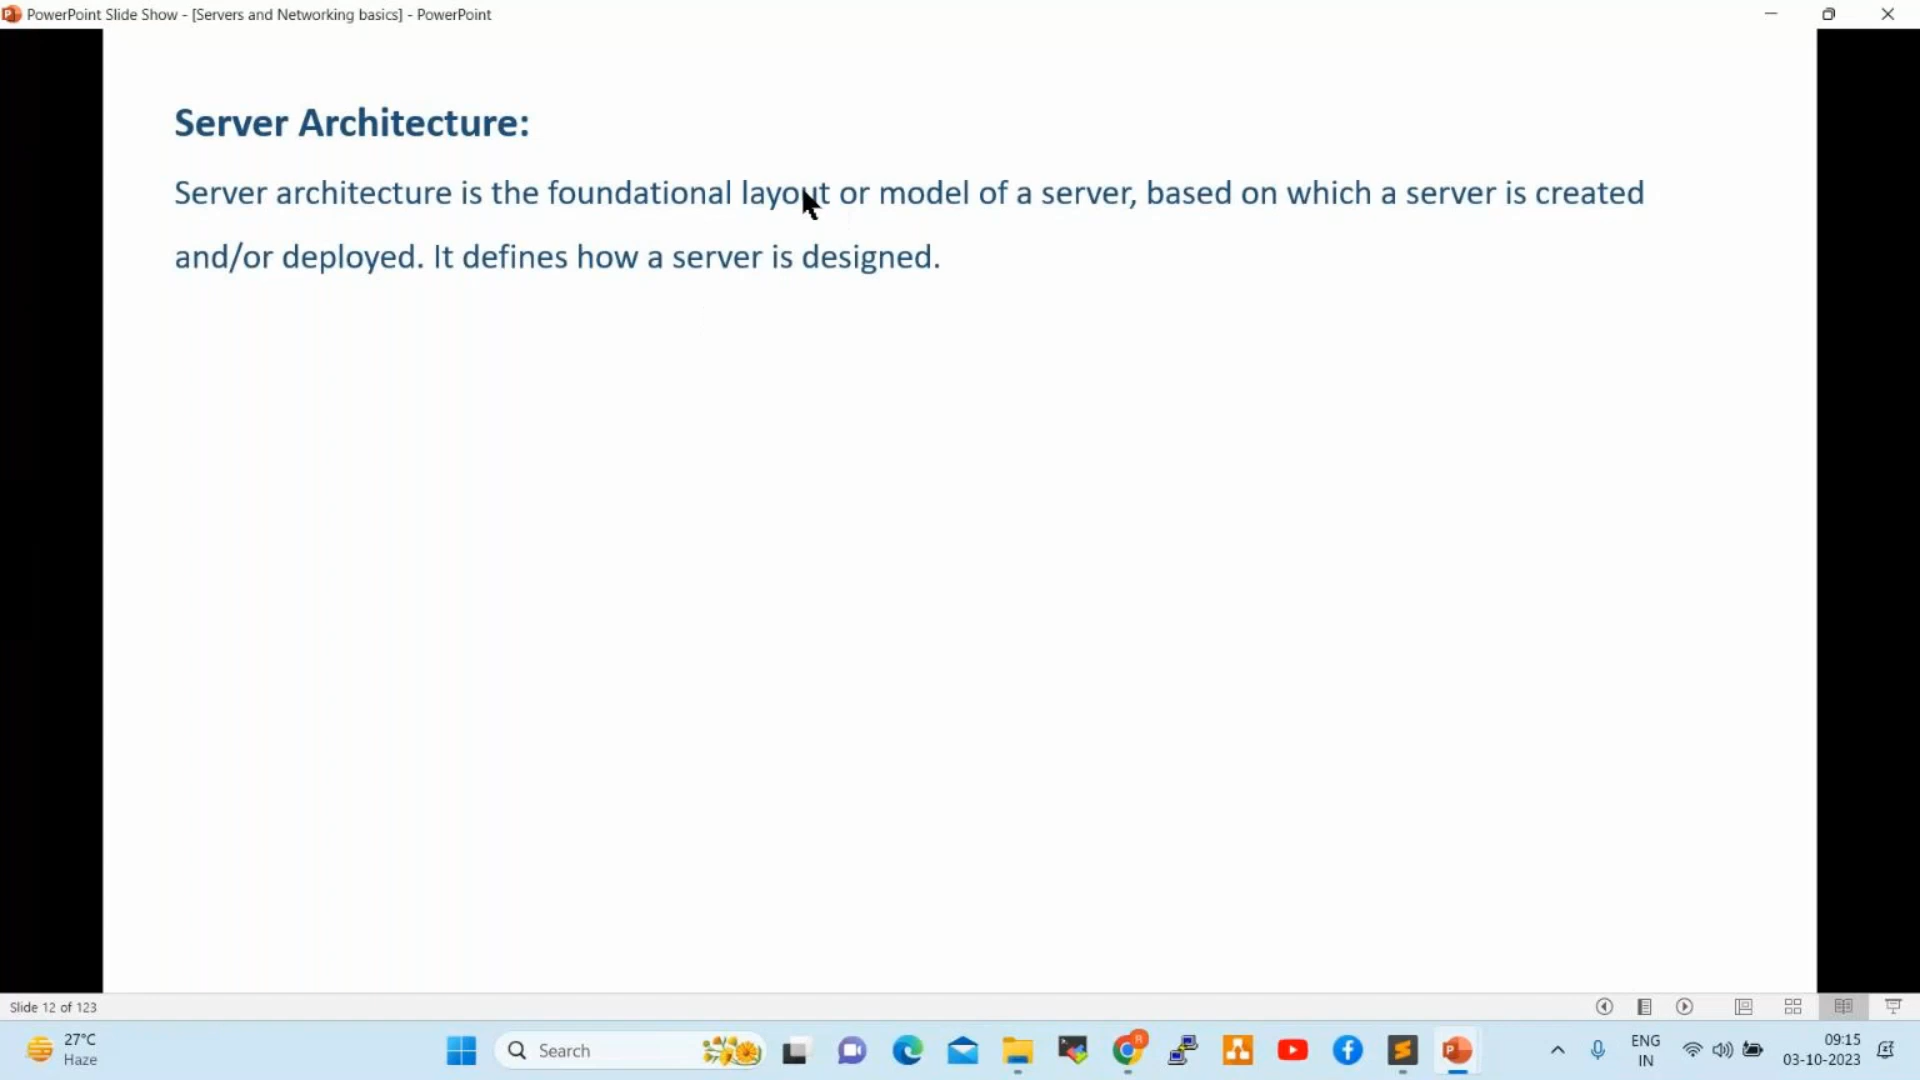 PowerPoint Slide Show - [Servers and Networking basics] - PowerPoint
Server Architecture:
Server architecture is the foundational layout or model of a server, based on which a server is created
and/or deployed. It defines how a server is designed.
Slide 12 of 123
27°C
Haze
Search
ENG
IN
09:15
03-10-2023